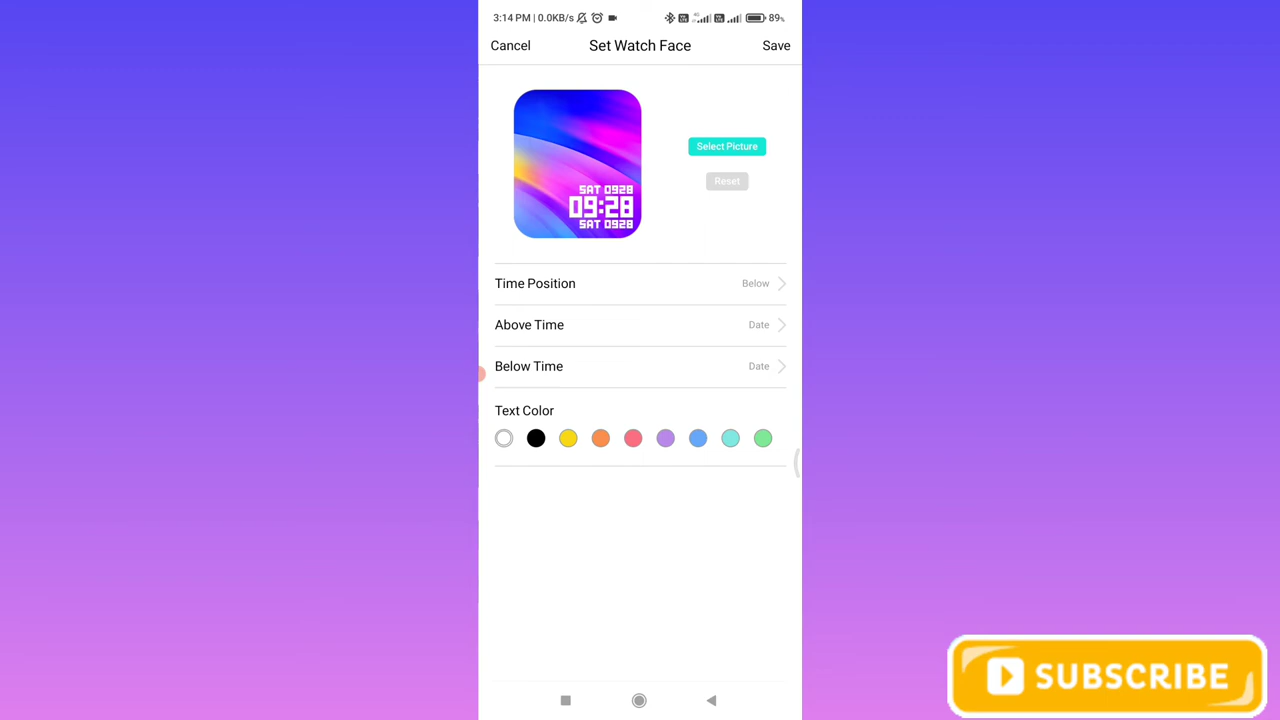 3:14 PM | 0.0KB/s 4G 89%
Cancel Set Watch Face Save
SAT 0928
09:28
SAT 0928
Select Picture
Reset
Time Position Below
Above Time Date
Below Time Date
Text Color
SUBSCRIBE